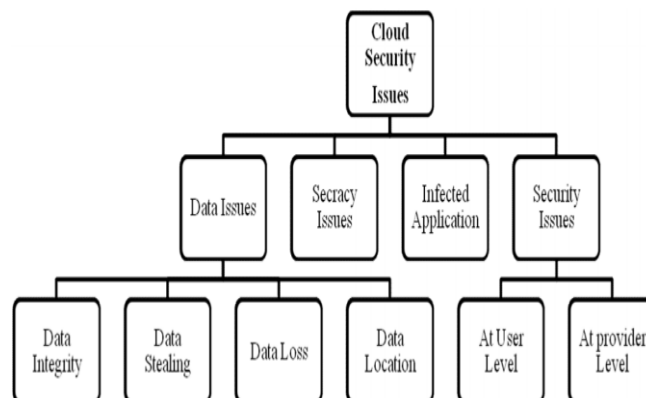 Cloud
Security
Issues
Data Issues
Secracy
Issues
Infected
Application
Security
Issues
Data
Integrity
Data
Stealing
Data Loss
Data
Location
At User
Level
At provider
Level